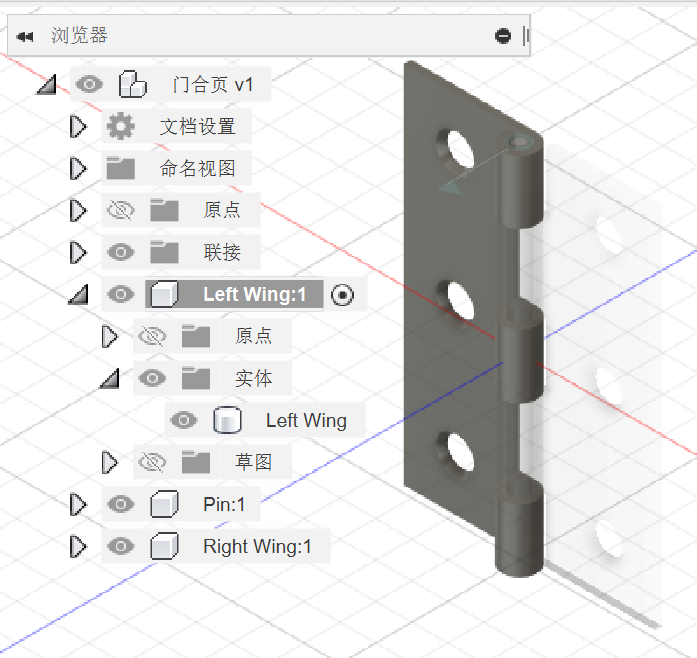 浏览器
门合页 v1
文档设置
命名视图
原点
联接
Left Wing:1
原点
实体
Left Wing
草图
Pin:1
Right Wing:1